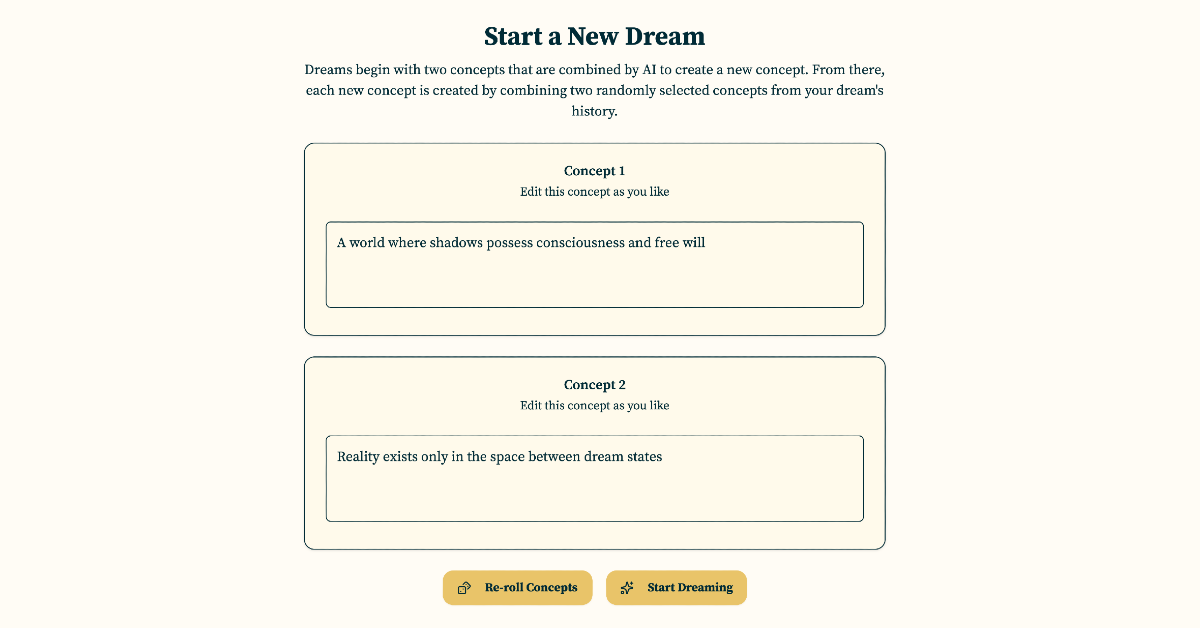 Start a New Dream
Dreams begin with two concepts that are combined by AI to create a new concept. From there,
each new concept is created by combining two randomly selected concepts from your dream's
history.
Concept 1
Edit this concept as you like
A world where shadows possess consciousness and free will
Concept 2
Edit this concept as you like
Reality exists only in the space between dream states
Re-roll Concepts
Start Dreaming